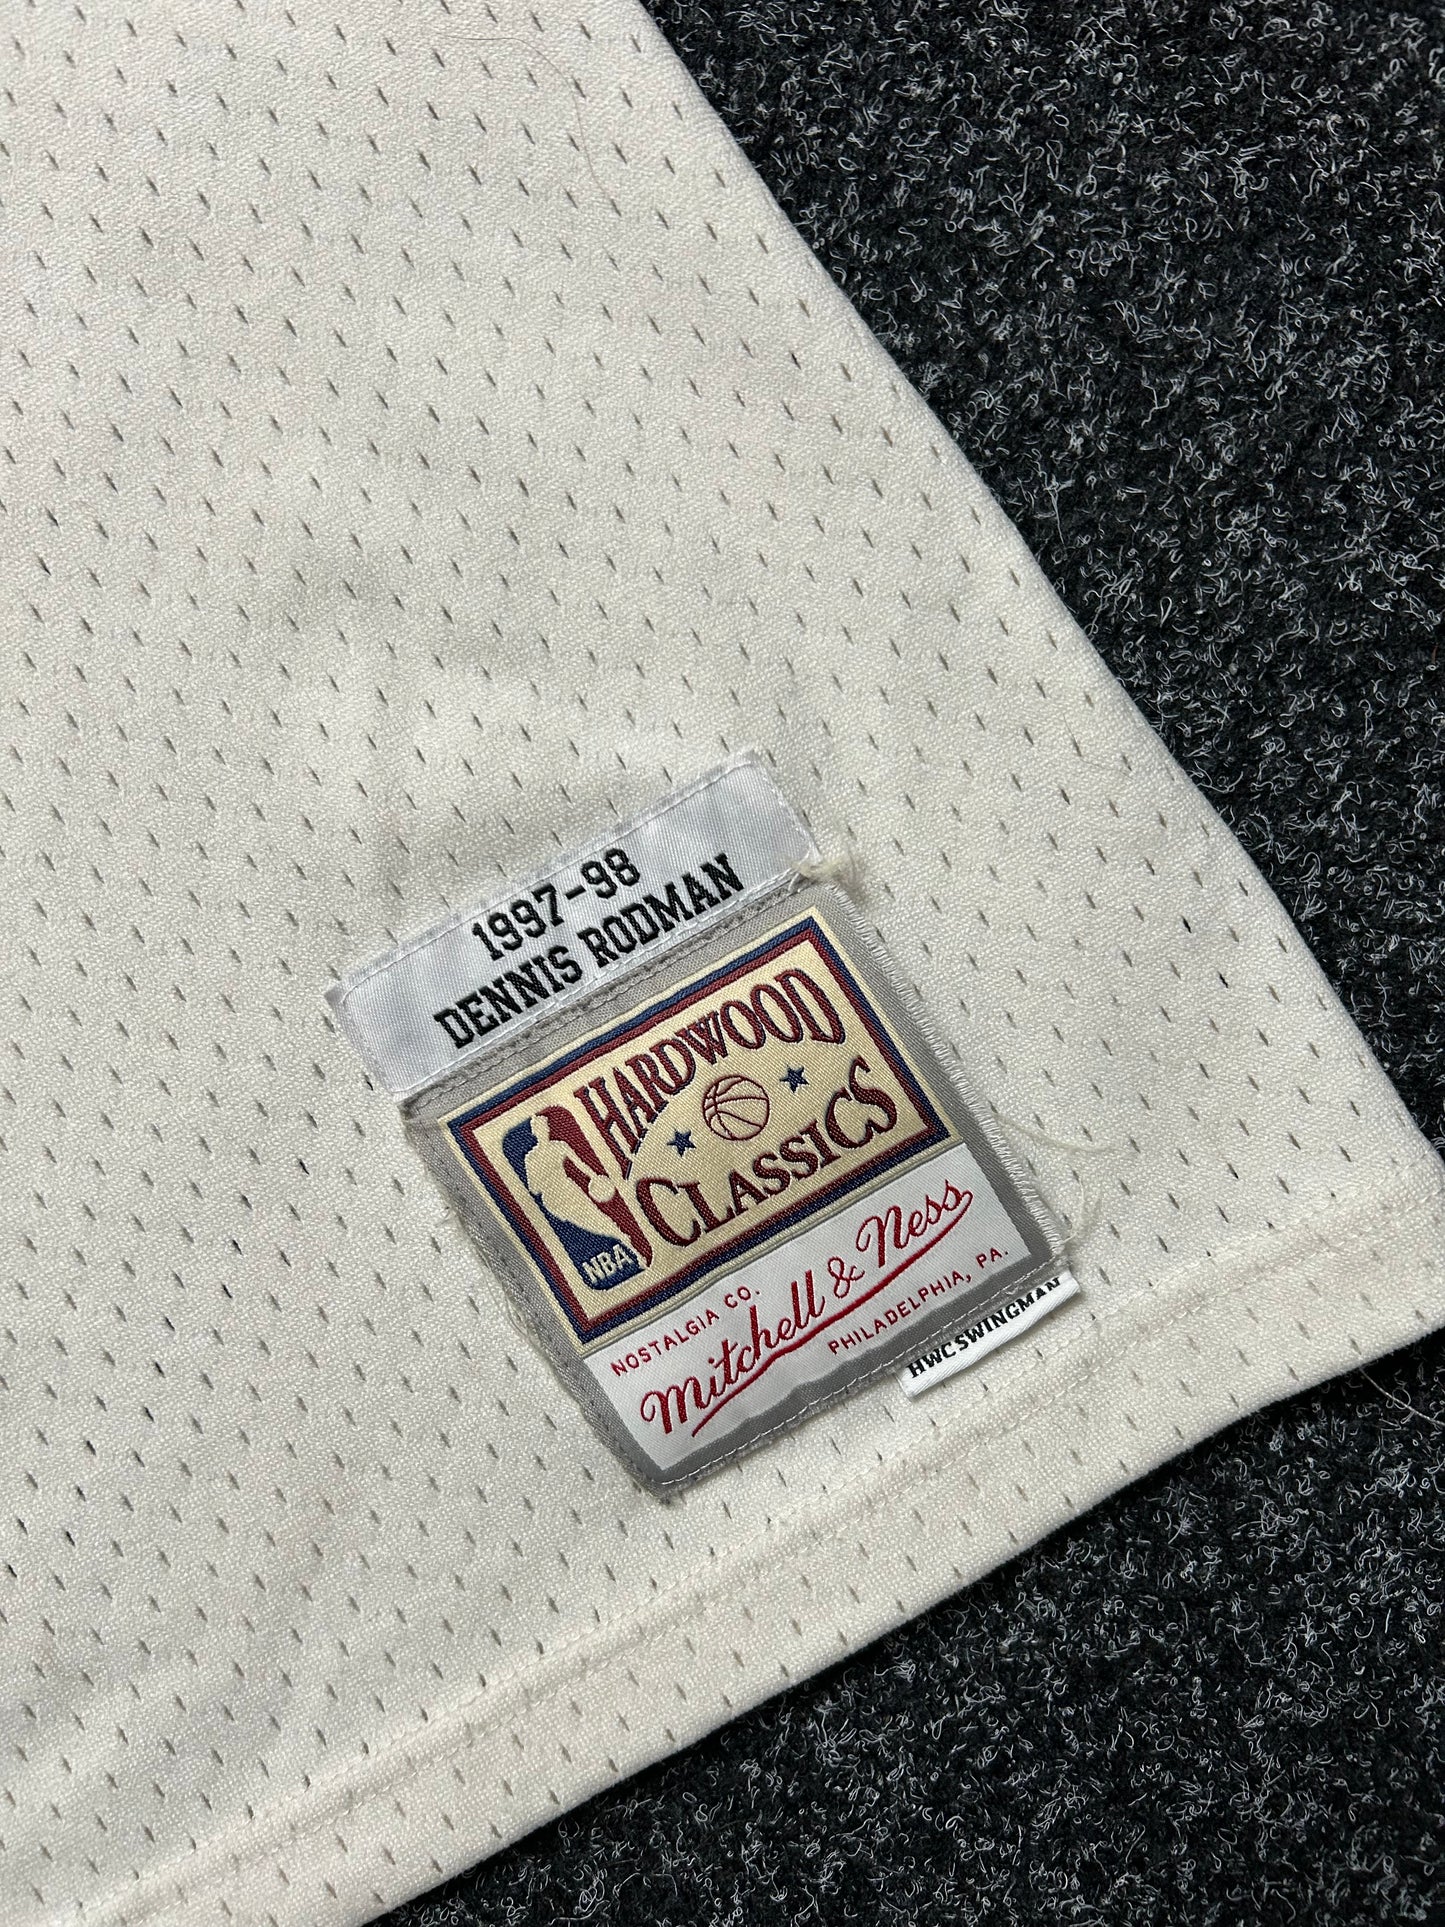 1997-98
DENNIS RODMAN
HARDWOOD
CLASSICS
NBA
NOSTALGIA CO.
Mitchell & Ness
PHILADELPHIA, PA.
HWC SWINGMAN